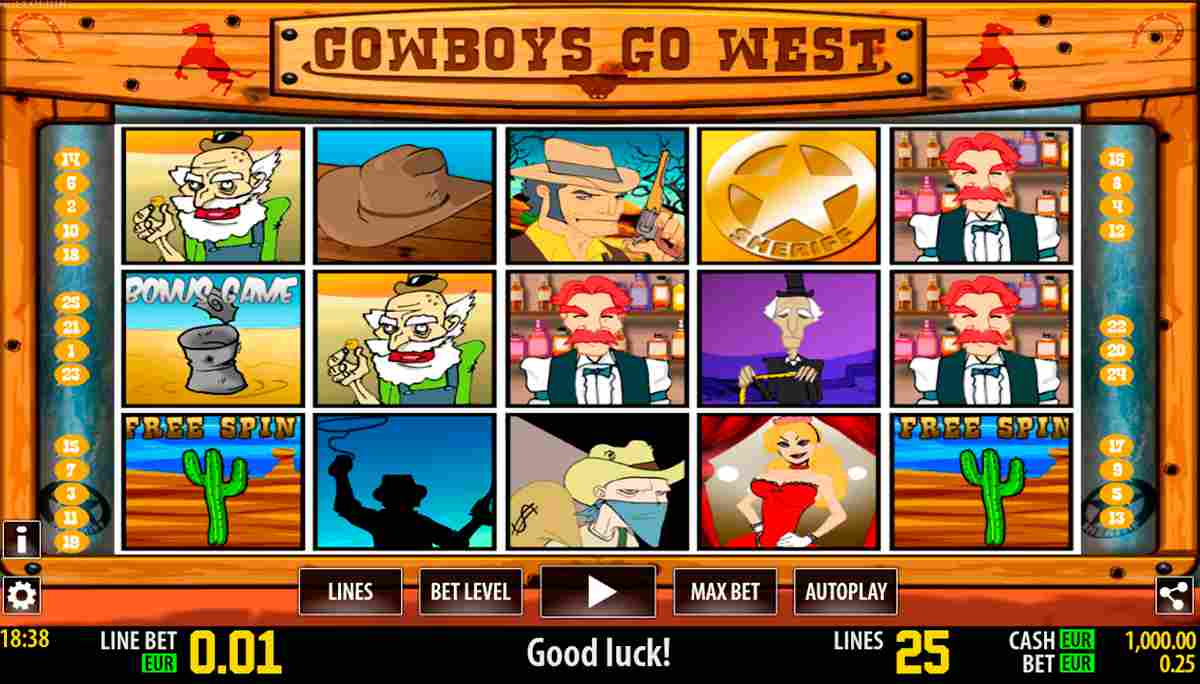 COWBOYS GO WEST
14
6
2
10
18
25
21
1
23
15
7
3
11
19
SHERIFF
BONUS GAME
FREE SPIN
$
FREE SPIN
16
8
4
12
22
20
24
17
9
5
13
i
LINES
BET LEVEL
MAX BET
AUTOPLAY
18:38
LINE BET
EUR
0.01
Good luck!
LINES
25
CASH EUR 1,000.00
BET EUR 0.25